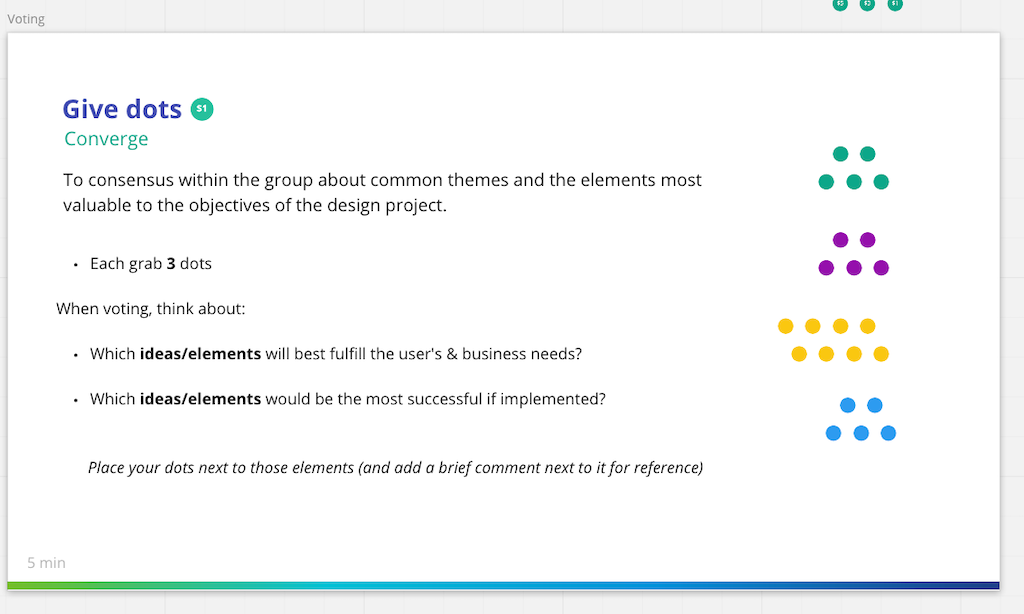 Voting
Give dots $1
Converge
To consensus within the group about common themes and the elements most
valuable to the objectives of the design project.
• Each grab 3 dots
When voting, think about:
• Which ideas/elements will best fulfill the user's & business needs?
• Which ideas/elements would be the most successful if implemented?
Place your dots next to those elements (and add a brief comment next to it for reference)
5 min